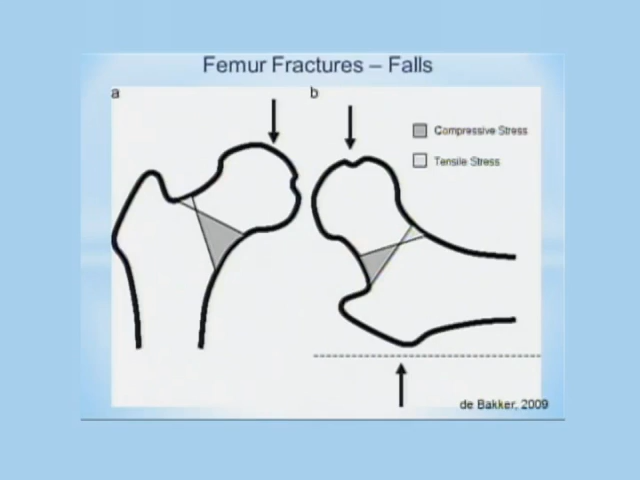 Femur Fractures – Falls
a
b
Compressive Stress
Tensile Stress
de Bakker, 2009